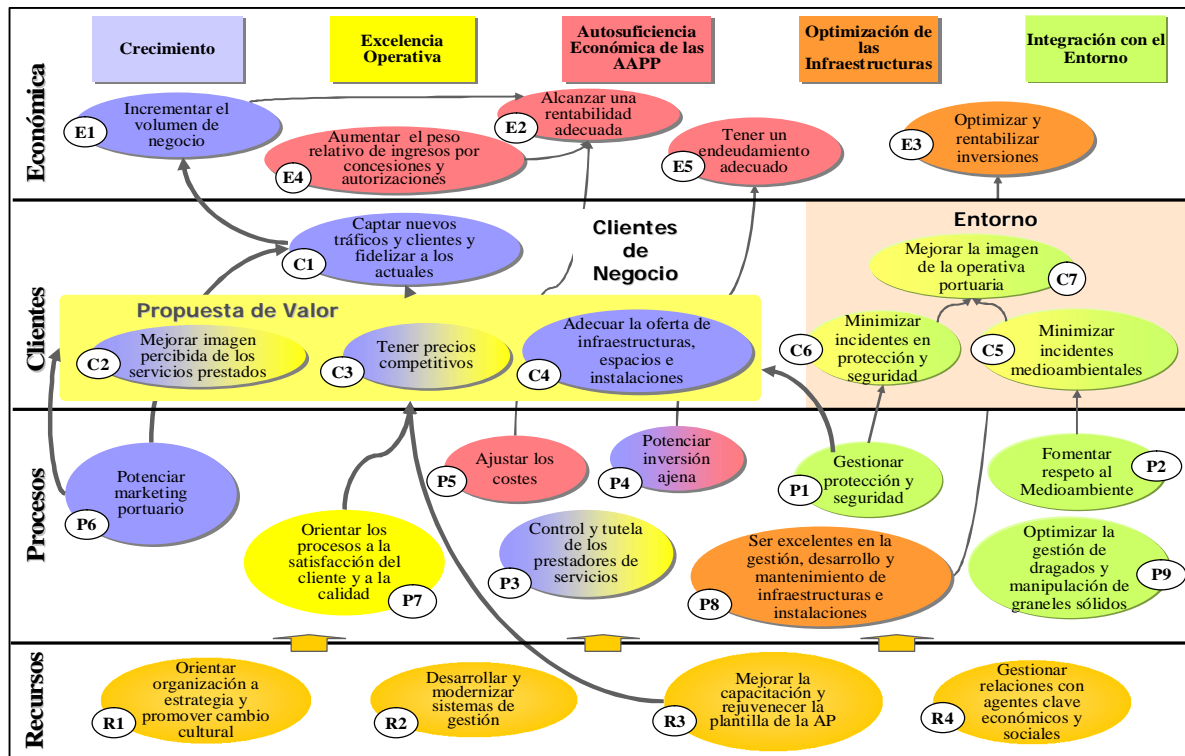 Crecimiento
Excelencia
Operativa
Autosuficiencia
Económica de las
AAPP
Optimización de
las
Infraestructuras
Integración con el
Entorno
Económica
Incrementar el
volumen de
negocio
E1
Alcanzar una
rentabilidad
adecuada
E2
Aumentar el peso
relativo de ingresos por
concesiones y
autorizaciones
E4
Tener un
endeudamiento
adecuado
E5
Optimizar y
rentabilizar
inversiones
E3
Clientes
Captar nuevos
tráficos y clientes y
fidelizar a los
actuales
C1
Clientes
de
Negocio
Entorno
Mejorar la imagen
de la operativa
portuaria
C7
Propuesta de Valor
Mejorar imagen
percibida de los
servicios prestados
C2
Tener precios
competitivos
C3
Adecuar la oferta de
infraestructuras,
espacios e
instalaciones
C4
Minimizar
incidentes en
protección y
seguridad
C6
Minimizar
incidentes
medioambientales
C5
Procesos
Potenciar
marketing
portuario
P6
Ajustar los
costes
P5
Potenciar
inversión
ajena
P4
Gestionar
protección y
seguridad
P1
Fomentar
respeto al
Medioambiente
P2
Orientar los
procesos a la
satisfacción del
cliente y a la
calidad
P7
Control y tutela
de los
prestadores de
servicios
P3
Ser excelentes en la
gestión, desarrollo y
mantenimiento de
infraestructuras e
instalaciones
P8
Optimizar la
gestión de
dragados y
manipulación de
graneles sólidos
P9
Recursos
Orientar
organización a
estrategia y
promover cambio
cultural
R1
Desarrollar y
modernizar
sistemas de
gestión
R2
Mejorar la
capacitación y
rejuvenecer la
plantilla de la AP
R3
Gestionar
relaciones con
agentes clave
económicos y
sociales
R4